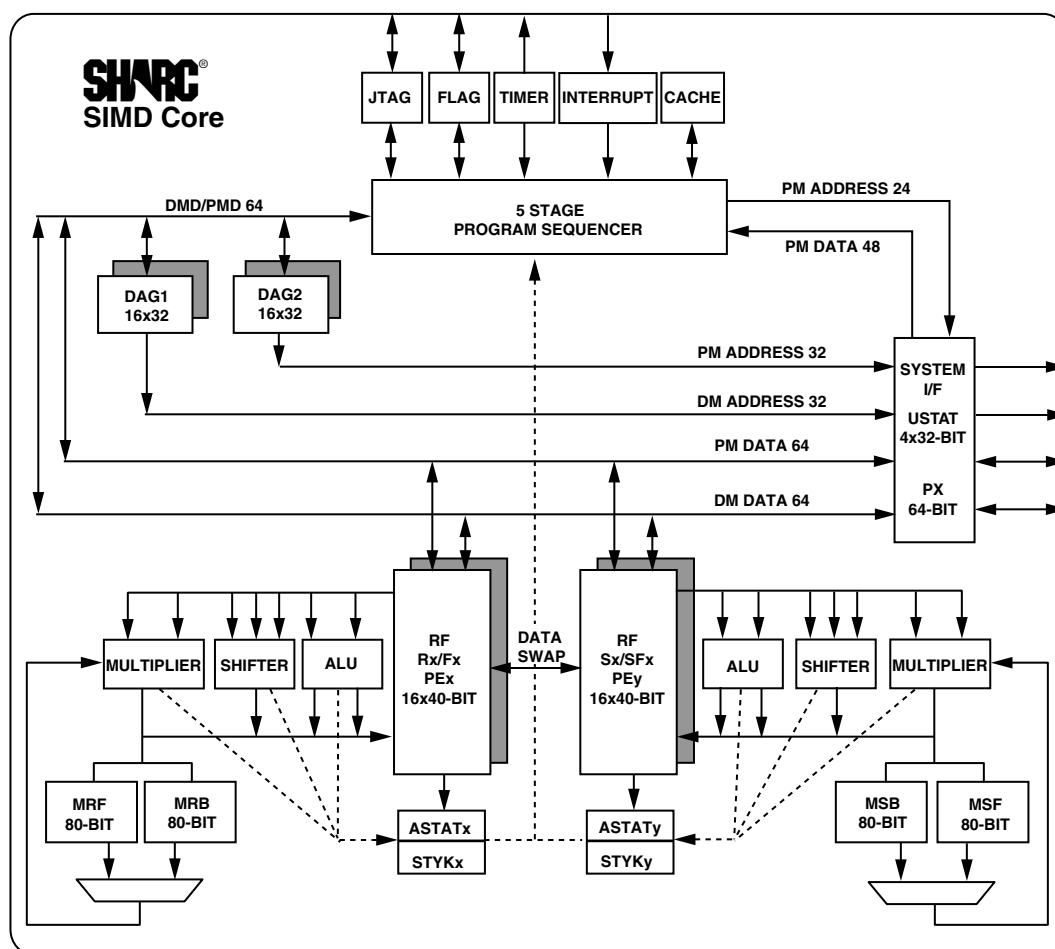 SHARC®
SIMD Core
JTAG
FLAG
TIMER
INTERRUPT
CACHE
5 STAGE
PROGRAM SEQUENCER
PM ADDRESS 24
PM DATA 48
DMD/PMD 64
DAG1
16x32
DAG2
16x32
PM ADDRESS 32
DM ADDRESS 32
PM DATA 64
DM DATA 64
SYSTEM
I/F
USTAT
4x32-BIT
PX
64-BIT
MULTIPLIER
SHIFTER
ALU
RF
Rx/Fx
PEx
16x40-BIT
DATA
SWAP
RF
Sx/SFx
PEy
16x40-BIT
ALU
SHIFTER
MULTIPLIER
MRF
80-BIT
MRB
80-BIT
ASTATx
STYKx
ASTATy
STYKy
MSB
80-BIT
MSF
80-BIT